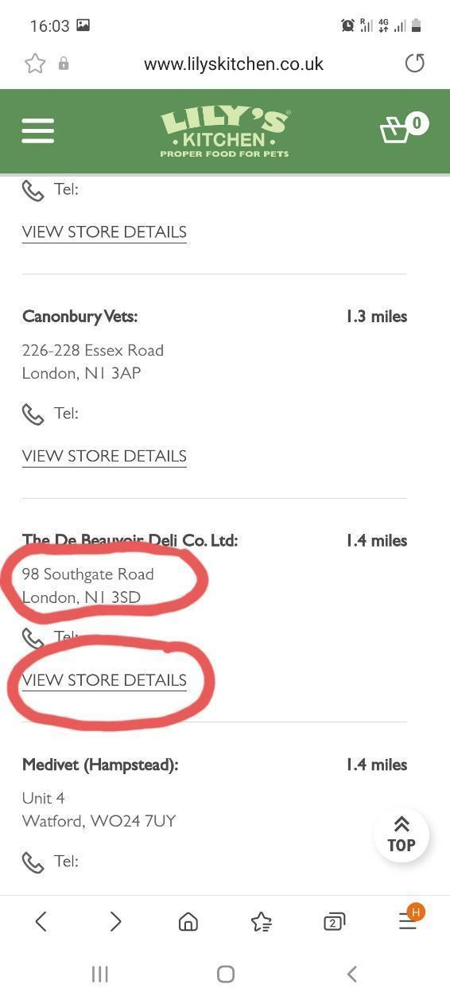 16:03
R
4G
www.lilyskitchen.co.uk
LILY'S®
• KITCHEN •
PROPER FOOD FOR PETS
0
Tel:
VIEW STORE DETAILS
Canonbury Vets: 1.3 miles
226-228 Essex Road
London, N1 3AP
Tel:
VIEW STORE DETAILS
The De Beauvoir Deli Co. Ltd: 1.4 miles
98 Southgate Road
London, N1 3SD
Tel:
VIEW STORE DETAILS
Medivet (Hampstead): 1.4 miles
Unit 4
Watford, WO24 7UY
Tel:
TOP
2
H